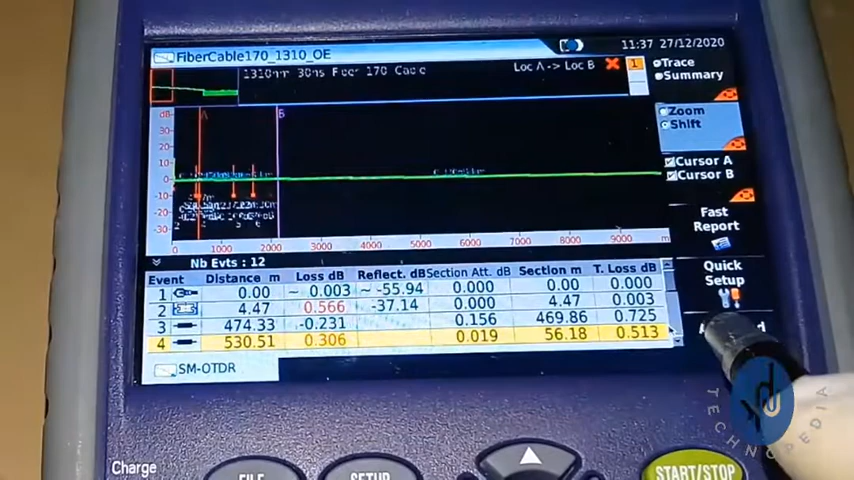 FiberCable170_1310_OE
11:37 27/12/2020
1310nm 30ns Fecr 170 Cable
Loc A -> Loc B
1
Trace
Summary
Zoom
Shift
Cursor A
Cursor B
Fast
Report
Quick
Setup
dB
A
B
30
20
10
0
-10
-20
-30
0 1000 2000 3000 4000 5000 6000 7000 8000 9000 m
Nb Evts : 12
Event Distance m Loss dB Reflect. dB Section Att. dB Section m T. Loss dB
1 0.00 ~ 0.003 ~ -55.94 0.000 0.00 0.000
2 4.47 0.566 -37.14 0.000 4.47 0.003
3 474.33 -0.231 0.156 469.86 0.725
4 530.51 0.306 0.019 56.18 0.513
SM-OTDR
Charge
FILE
SETUP
START/STOP
TECHNOPEDIA